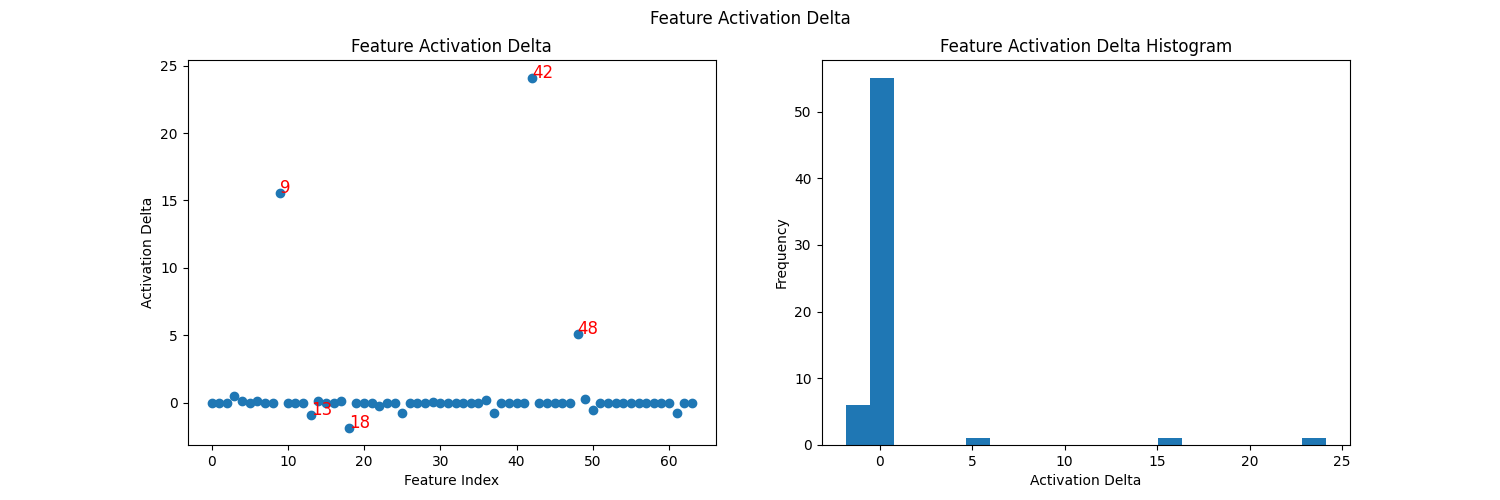 Feature Activation Delta
Feature Activation Delta
Activation Delta
25
20
15
10
5
0
42
9
48
13
18
0 10 20 30 40 50 60
Feature Index
Feature Activation Delta Histogram
Frequency
50
40
30
20
10
0
0 5 10 15 20 25
Activation Delta